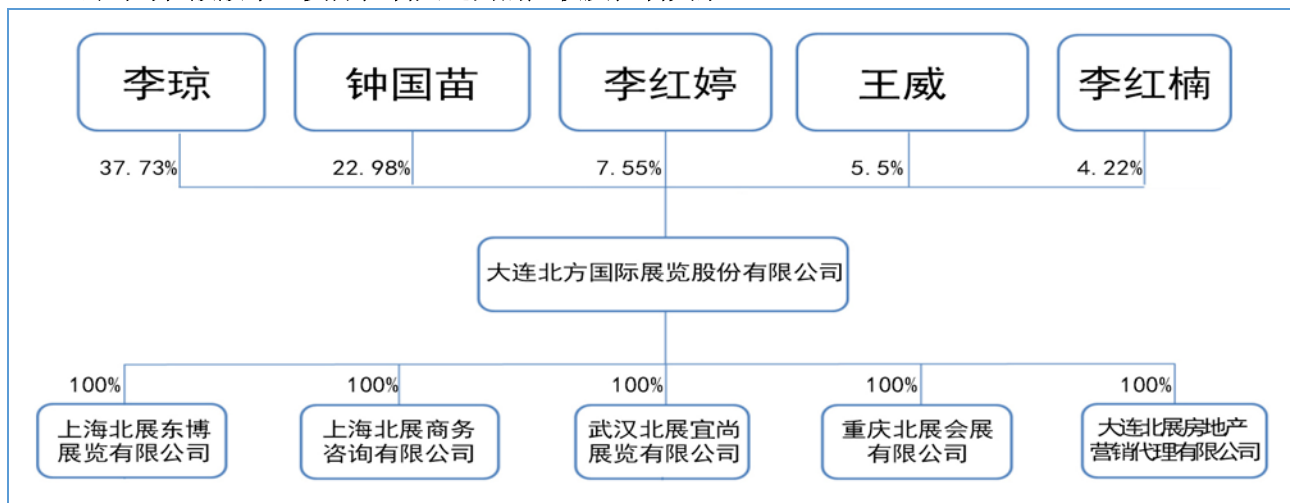 李琼
钟国苗
李红婷
王威
李红楠
37.73%
22.98%
7.55%
5.5%
4.22%
大连北方国际展览股份有限公司
100%
100%
100%
100%
100%
上海北展东博
展览有限公司
上海北展商务
咨询有限公司
武汉北展宜尚
展览有限公司
重庆北展会展
有限公司
大连北展房地产
营销代理有限公司